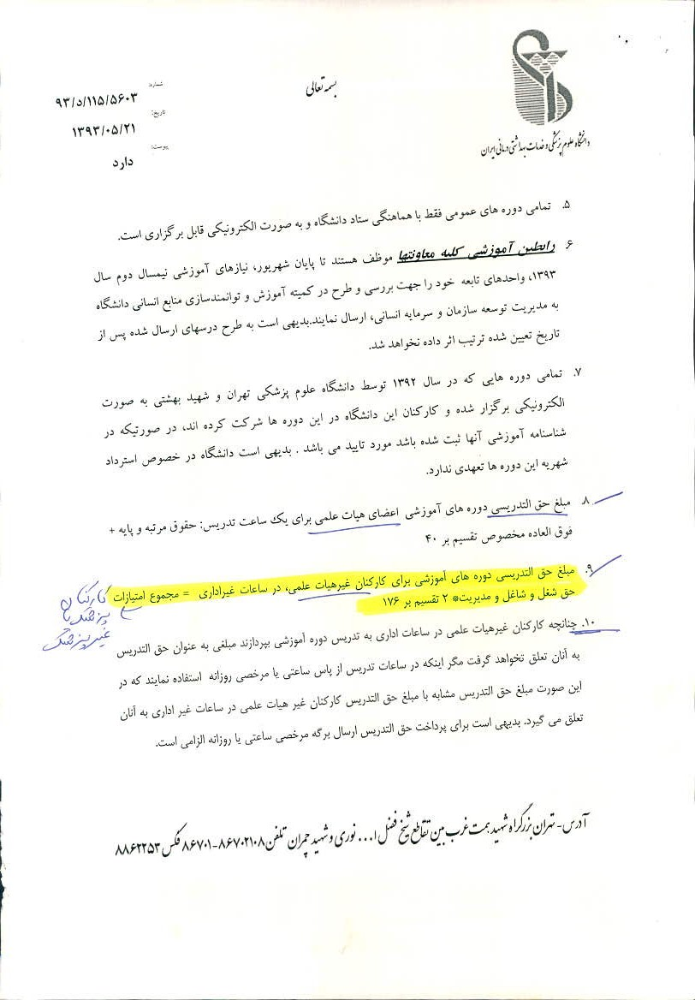 بسمه تعالی
شماره:
۹۳/د/۱۱۵/۵۶۰۳
تاریخ:
۱۳۹۳/۰۵/۲۱
پیوست:
دارد
دانشگاه علوم پزشکی و خدمات بهداشتی درمانی ایران
۵. تمامی دوره های عمومی فقط با هماهنگی ستاد دانشگاه و به صورت الکترونیکی قابل برگزاری است.
۶ رابطین آموزشی کلیه معاونتها موظف هستند تا پایان شهریور، نیازهای آموزشی نیمسال دوم سال
۱۳۹۳، واحدهای تابعه خود را جهت بررسی و طرح در کمیته آموزش و توانمندسازی منابع انسانی دانشگاه
به مدیریت توسعه سازمان و سرمایه انسانی، ارسال نمایند.بدیهی است به طرح درسهای ارسال شده پس از
تاریخ تعیین شده ترتیب اثر داده نخواهد شد.
۷. تمامی دوره هایی که در سال ۱۳۹۲ توسط دانشگاه علوم پزشکی تهران و شهید بهشتی به صورت
الکترونیکی برگزار شده و کارکنان این دانشگاه در این دوره ها شرکت کرده اند، در صورتیکه در
شناسنامه آموزشی آنها ثبت شده باشد مورد تایید می باشد . بدیهی است دانشگاه در خصوص استرداد
شهریه این دوره ها تعهدی ندارد.
۸. مبلغ حق التدریسی دوره های آموزشی اعضای هیات علمی برای یک ساعت تدریس: حقوق مرتبه و پایه +
فوق العاده مخصوص تقسیم بر ۴۰
۹. مبلغ حق التدریسی دوره های آموزشی برای کارکنان غیرهیات علمی، در ساعات غیراداری = مجموع امتیازات
حق شغل و شاغل و مدیریت* ۲ تقسیم بر ۱۷۶
کارکنان
پزشک یا
غیر پزشک
۱۰. چنانچه کارکنان غیرهیات علمی در ساعات اداری به تدریس دوره آموزشی بپردازند مبلغی به عنوان حق التدریس
به آنان تعلق نخواهد گرفت مگر اینکه در ساعات تدریس از پاس ساعتی یا مرخصی روزانه استفاده نمایند که در
این صورت مبلغ حق التدریس مشابه با مبلغ حق التدریس کارکنان غیر هیات علمی در ساعات غیر اداری به آنان
تعلق می گیرد. بدیهی است برای پرداخت حق التدریس ارسال برگه مرخصی ساعتی یا روزانه الزامی است.
آدرس- تهران بزرگراه شهید همت غرب بین تقاطع شیخ فضل ا... نوری و شهید چمران تلفن ۸۶۷۰۲۱۰۸-۸۶۷۰۱ فکس ۸۸۶۲۲۵۳